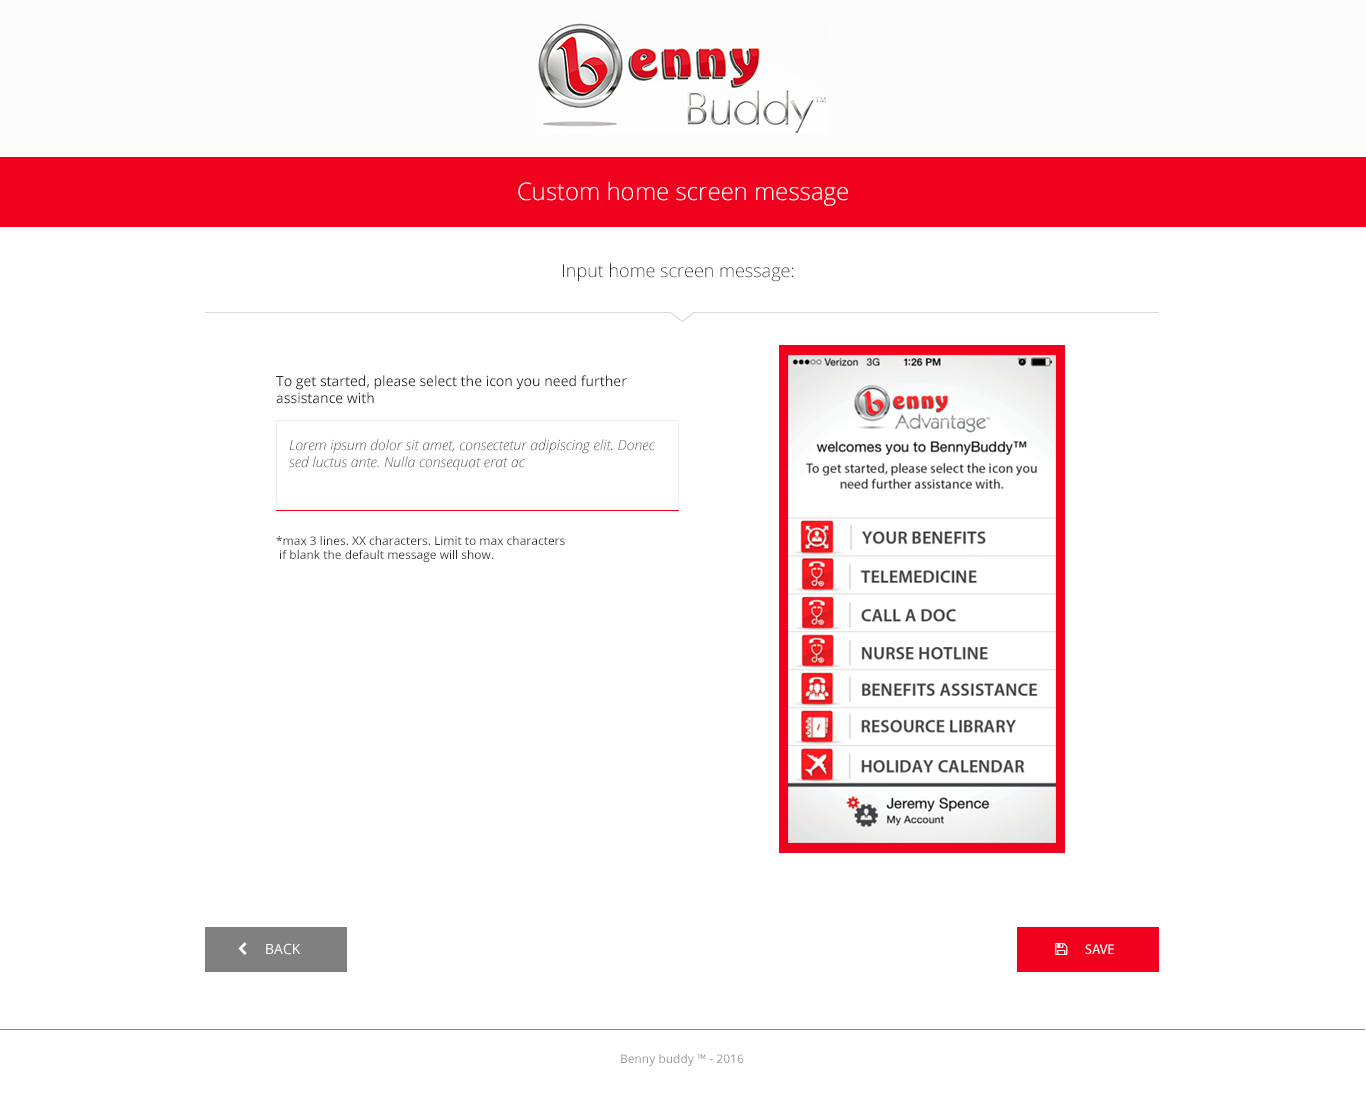 benny
Buddy™
Custom home screen message
Input home screen message:
To get started, please select the icon you need further
assistance with
Lorem ipsum dolor sit amet, consectetur adipiscing elit. Donec
sed luctus ante. Nulla consequat erat ac
*max 3 lines. XX characters. Limit to max characters
if blank the default message will show.
Verizon 3G 1:26 PM
benny
Advantage™
welcomes you to BennyBuddy™
To get started, please select the icon you
need further assistance with.
YOUR BENEFITS
TELEMEDICINE
CALL A DOC
NURSE HOTLINE
BENEFITS ASSISTANCE
RESOURCE LIBRARY
HOLIDAY CALENDAR
Jeremy Spence
My Account
BACK
SAVE
Benny buddy ™ - 2016